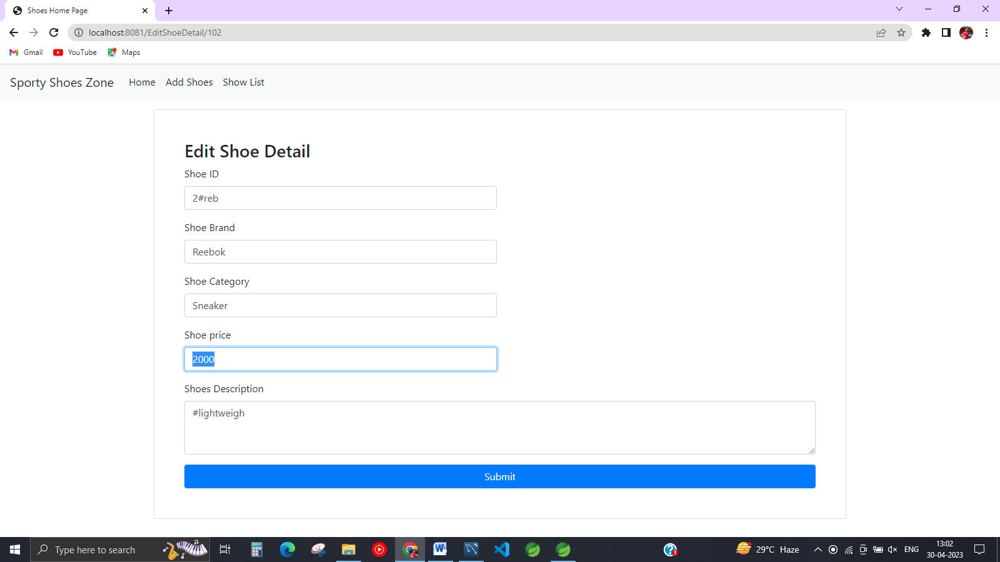 Shoes Home Page
localhost:8081/EditShoeDetail/102
Gmail YouTube Maps
Sporty Shoes Zone Home Add Shoes Show List
Edit Shoe Detail
Shoe ID
2#reb
Shoe Brand
Reebok
Shoe Category
Sneaker
Shoe price
2000
Shoes Description
#lightweigh
Submit
Type here to search 29°C Haze ENG 13:02
30-04-2023